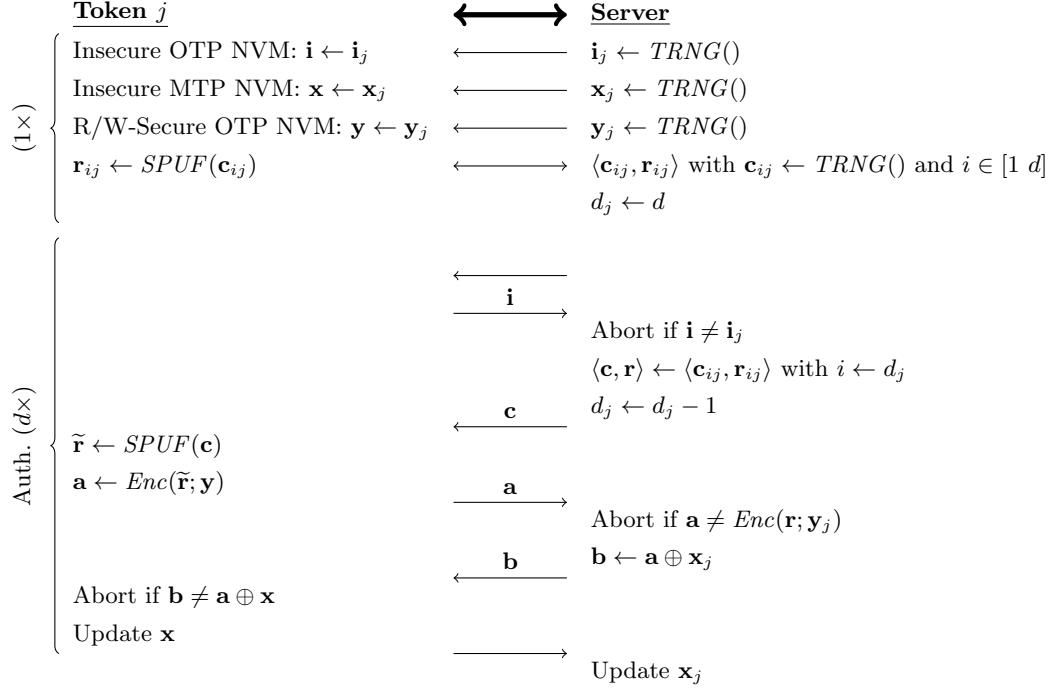 Token j Server
Insecure OTP NVM: i ← i_j i_j ← TRNG()
Insecure MTP NVM: x ← x_j x_j ← TRNG()
R/W-Secure OTP NVM: y ← y_j y_j ← TRNG()
r_ij ← SPUF(c_ij) ⟨c_ij, r_ij⟩ with c_ij ← TRNG() and i ∈ [1 d]
d_j ← d
(1×)
i
Abort if i ≠ i_j
⟨c, r⟩ ← ⟨c_ij, r_ij⟩ with i ← d_j
d_j ← d_j − 1
c
r̃ ← SPUF(c)
a ← Enc(r̃; y)
a
Abort if a ≠ Enc(r; y_j)
b ← a ⊕ x_j
b
Abort if b ≠ a ⊕ x
Update x
Update x_j
Auth. (d×)